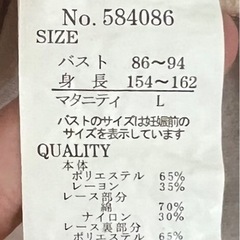 No. 584086
SIZE
バスト 86〜94
身長 154〜162
マタニティ L
バストのサイズは妊娠前の
サイズを表示しています
QUALITY
本体
ポリエステル 65%
レーヨン 35%
レース部分
綿 70%
ナイロン 30%
レース裏部分
ポリエステル 65%